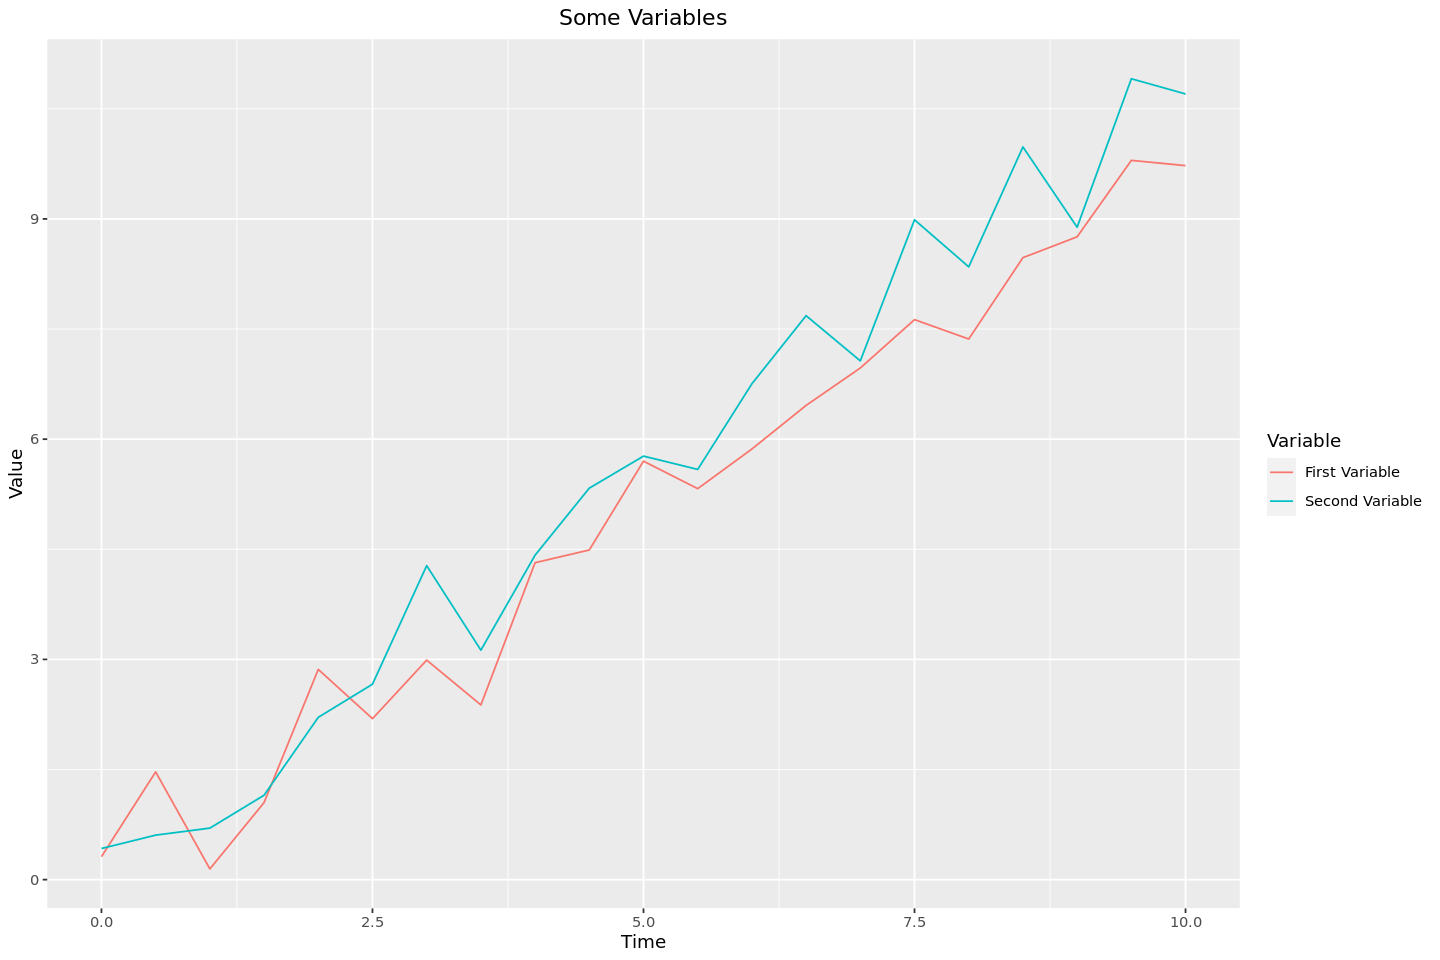 Some Variables
Value
9
6
3
0
0.0 2.5 5.0 7.5 10.0
Time
Variable
First Variable
Second Variable